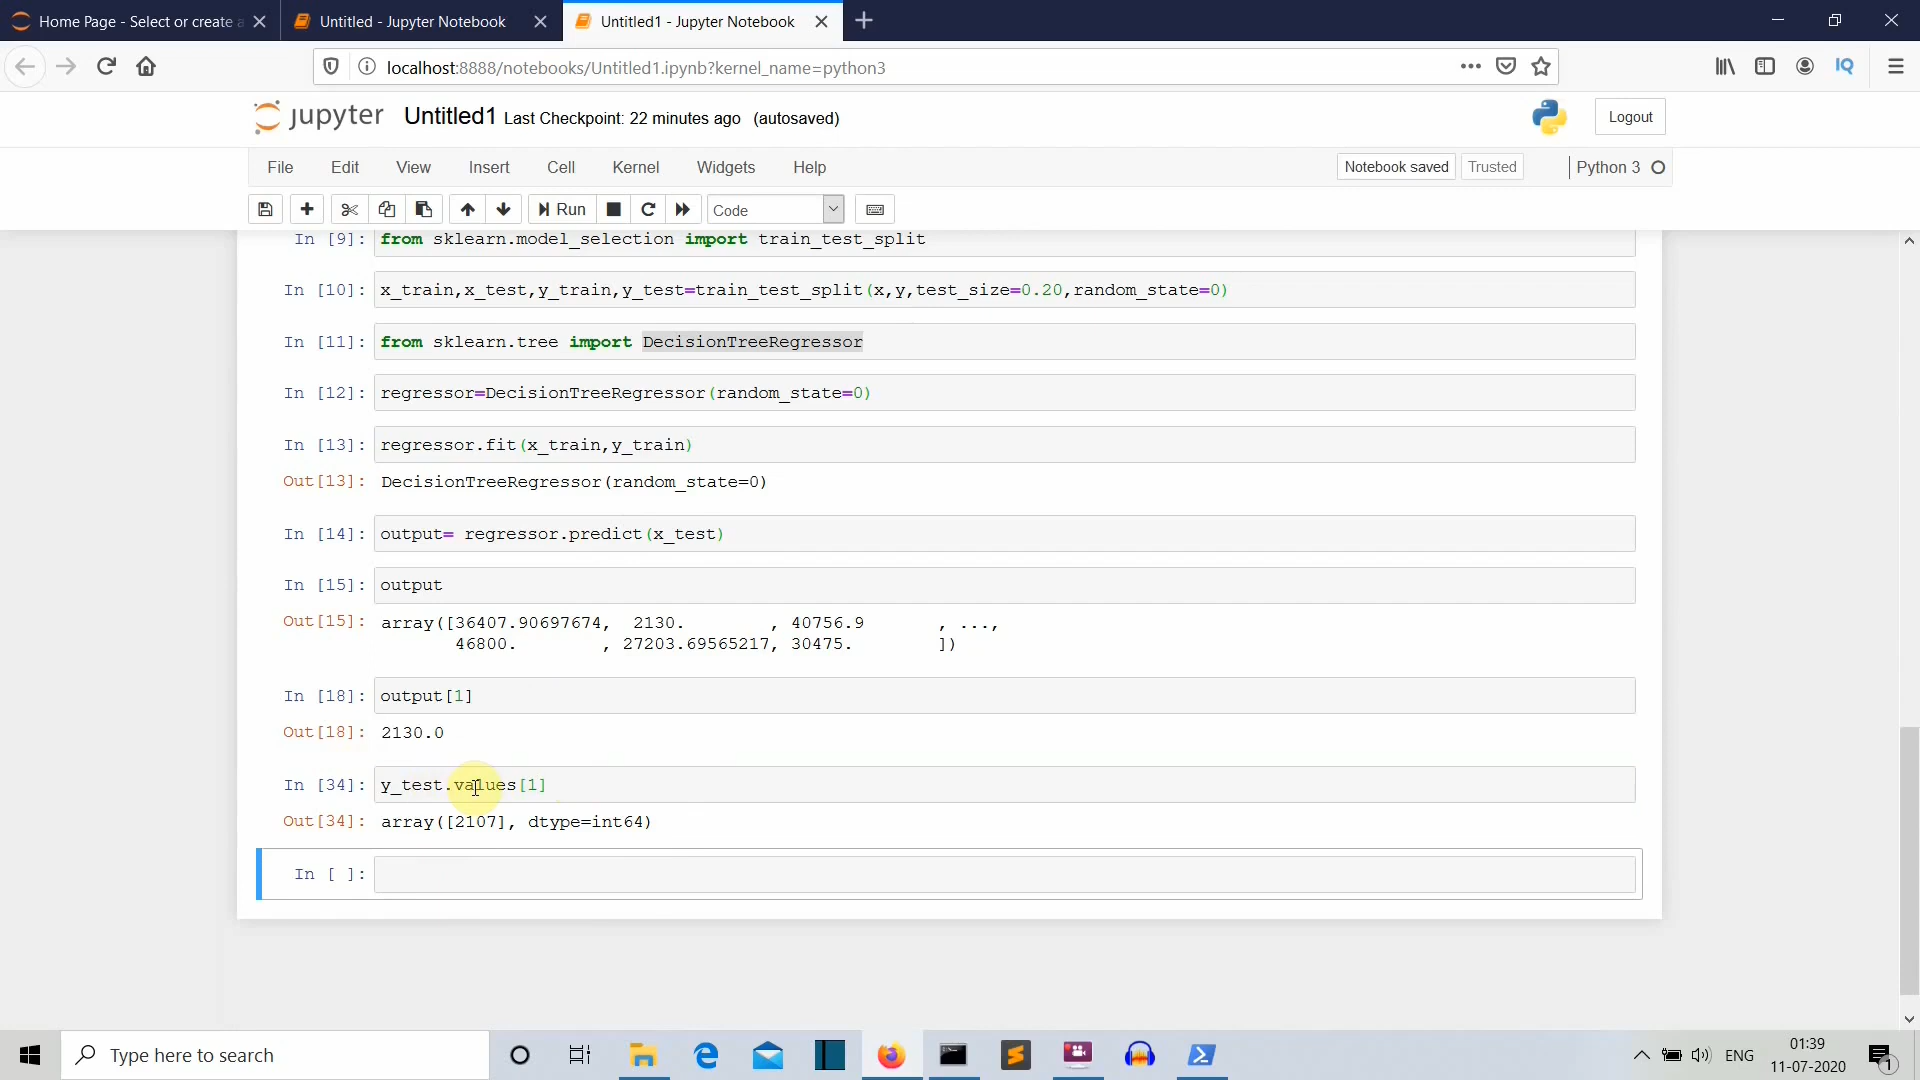 Home Page - Select or create a
Untitled - Jupyter Notebook
Untitled1 - Jupyter Notebook
localhost:8888/notebooks/Untitled1.ipynb?kernel_name=python3
IQ
jupyter Untitled1 Last Checkpoint: 22 minutes ago (autosaved)
Logout
File Edit View Insert Cell Kernel Widgets Help
Notebook saved Trusted Python 3
Run Code
In [9]: from sklearn.model_selection import train_test_split
In [10]: x_train,x_test,y_train,y_test=train_test_split(x,y,test_size=0.20,random_state=0)
In [11]: from sklearn.tree import DecisionTreeRegressor
In [12]: regressor=DecisionTreeRegressor(random_state=0)
In [13]: regressor.fit(x_train,y_train)
Out[13]: DecisionTreeRegressor(random_state=0)
In [14]: output= regressor.predict(x_test)
In [15]: output
Out[15]: array([36407.90697674, 2130. , 40756.9 , ...,
46800. , 27203.69565217, 30475. ])
In [18]: output[1]
Out[18]: 2130.0
In [34]: y_test.values[1]
Out[34]: array([2107], dtype=int64)
In [ ]:
Type here to search
ENG
01:39
11-07-2020
1